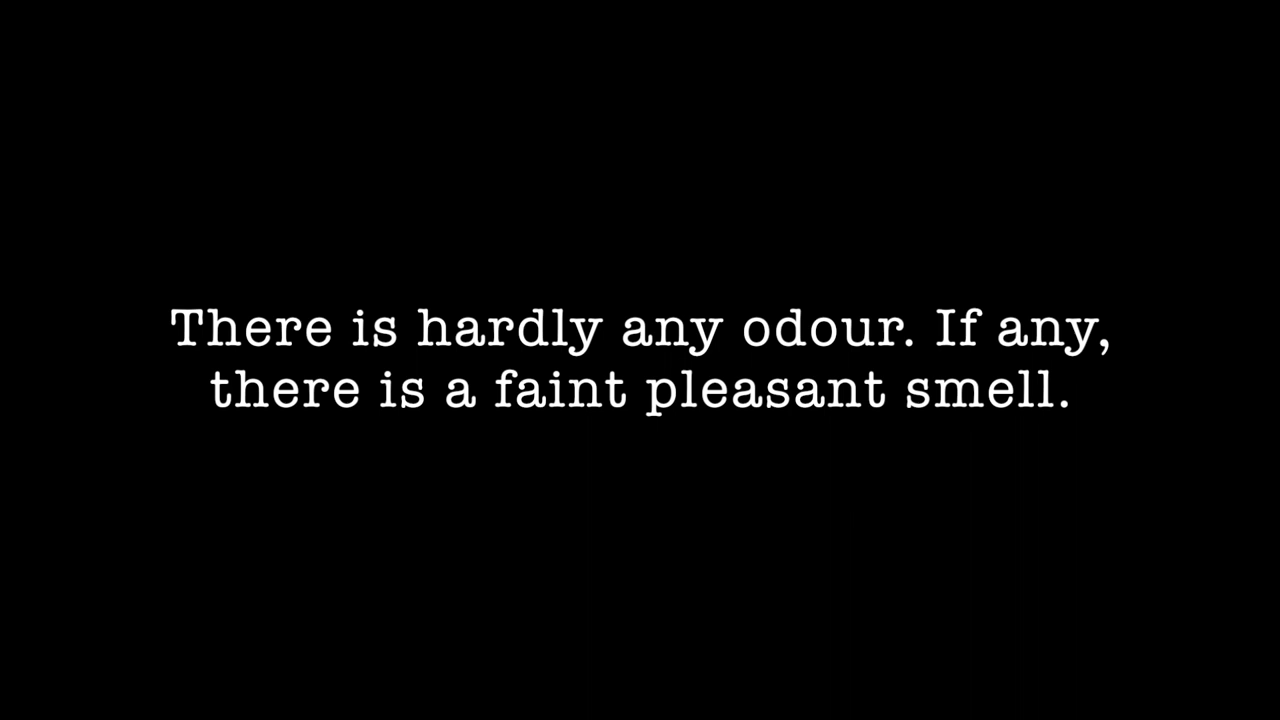 There is hardly any odour. If any,
there is a faint pleasant smell.